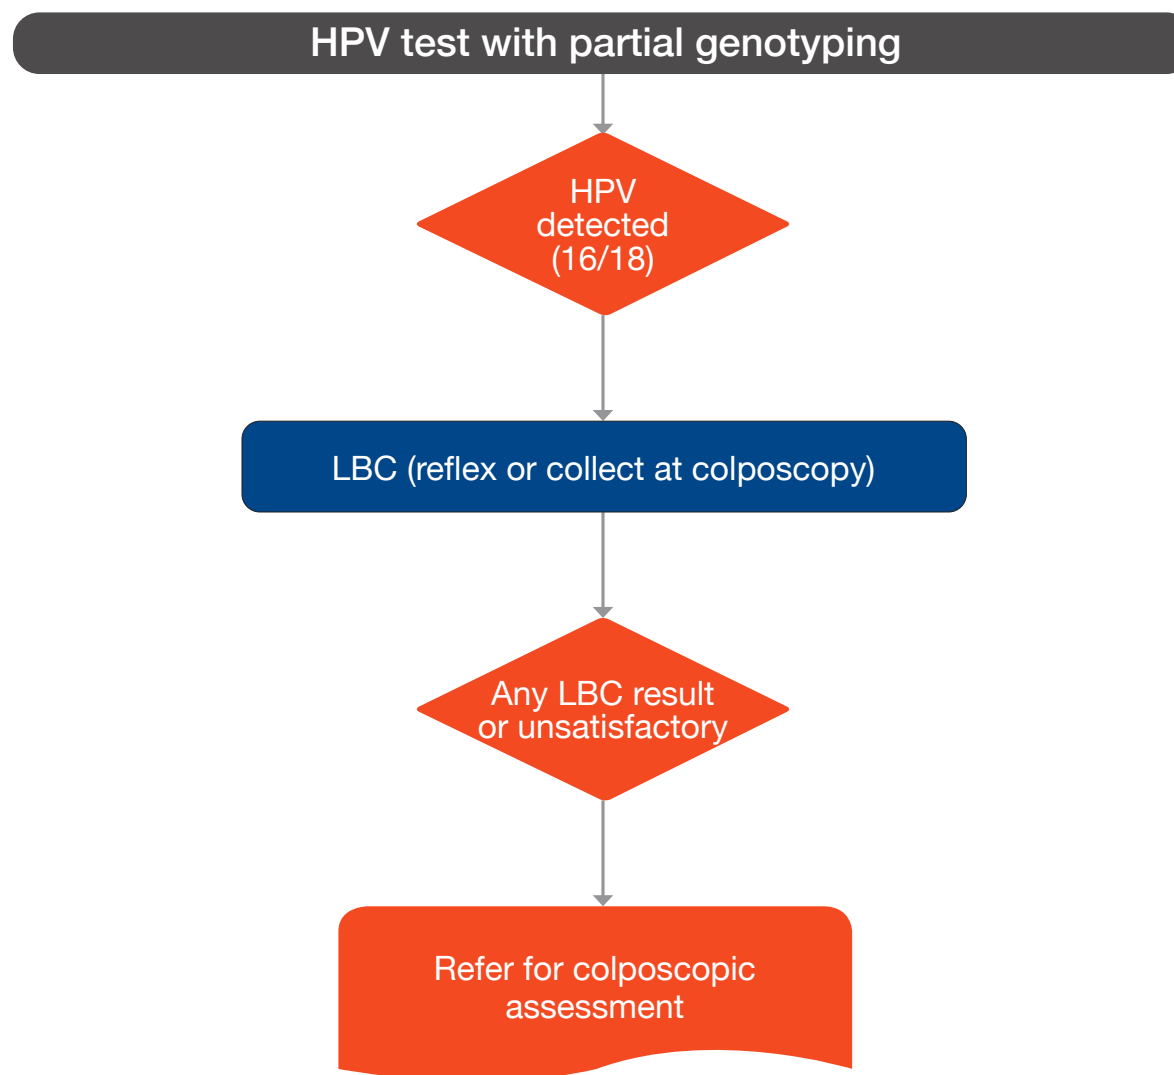 HPV test with partial genotyping
HPV
detected
(16/18)
LBC (reflex or collect at colposcopy)
Any LBC result
or unsatisfactory
Refer for colposcopic
assessment